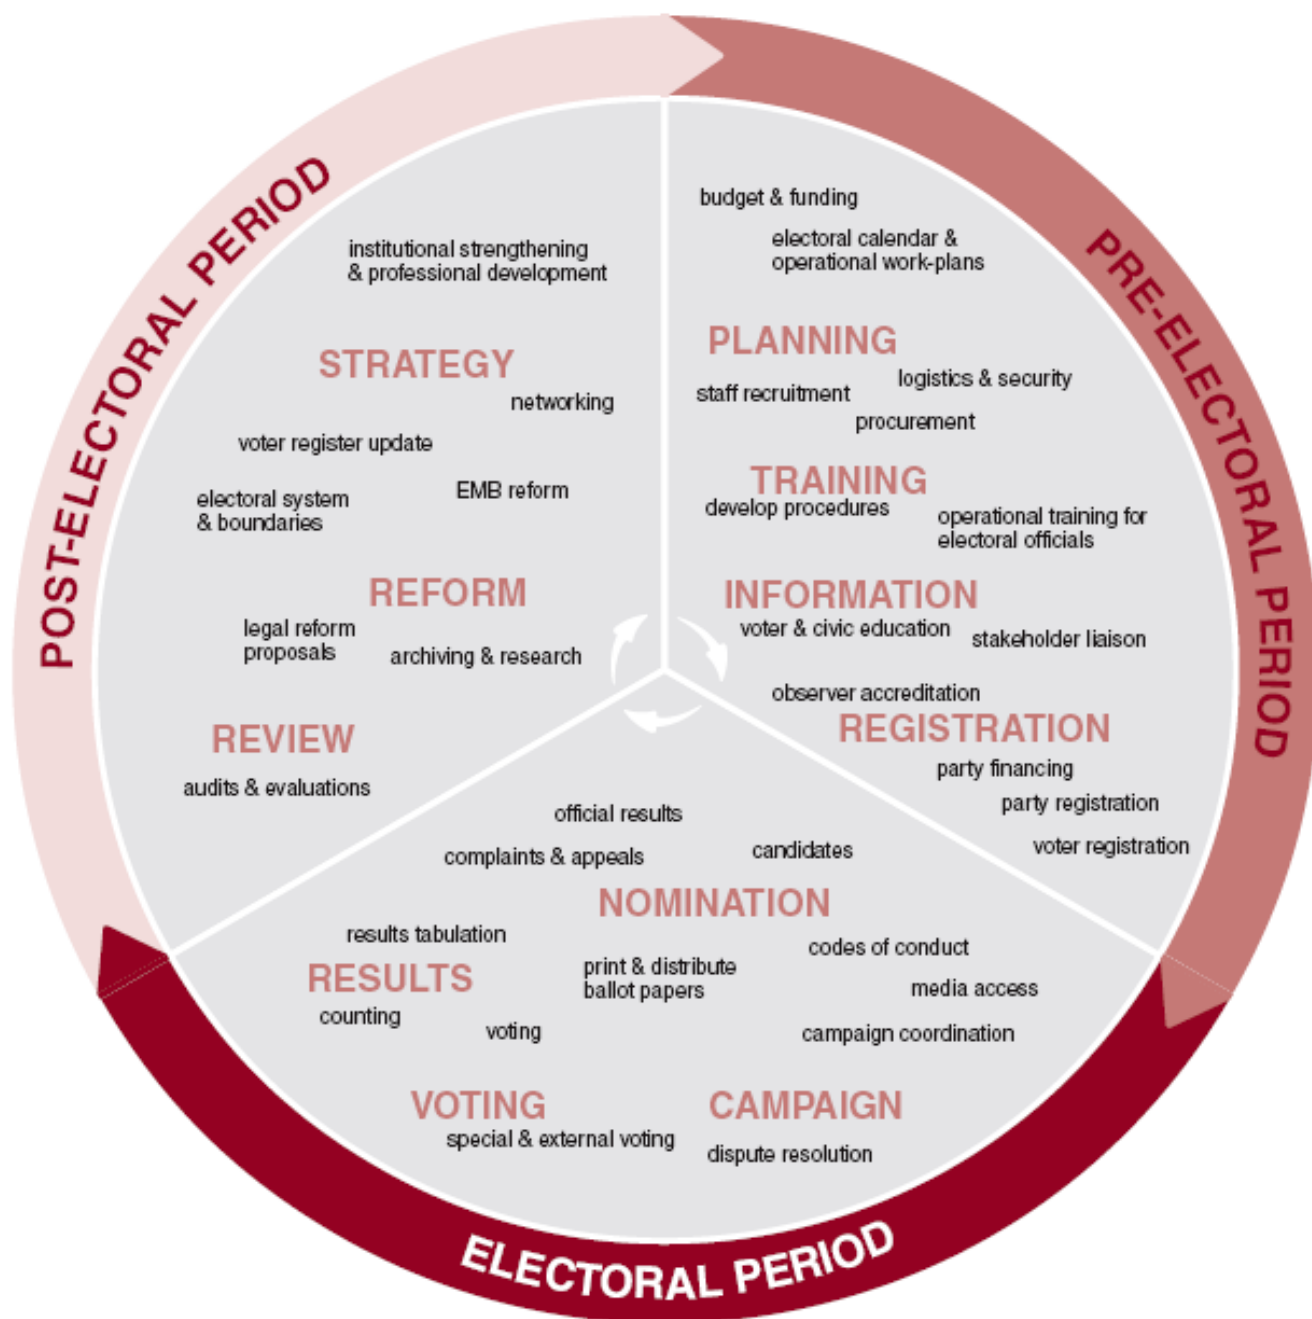 POST-ELECTORAL PERIOD
PRE-ELECTORAL PERIOD
ELECTORAL PERIOD
budget & funding
electoral calendar &
operational work-plans
PLANNING
logistics & security
staff recruitment
procurement
TRAINING
develop procedures
operational training for
electoral officials
INFORMATION
voter & civic education
stakeholder liaison
observer accreditation
REGISTRATION
party financing
party registration
voter registration
candidates
NOMINATION
codes of conduct
print & distribute
ballot papers
media access
campaign coordination
CAMPAIGN
dispute resolution
VOTING
special & external voting
voting
counting
RESULTS
results tabulation
complaints & appeals
official results
audits & evaluations
REVIEW
archiving & research
legal reform
proposals
REFORM
electoral system
& boundaries
EMB reform
voter register update
networking
STRATEGY
institutional strengthening
& professional development